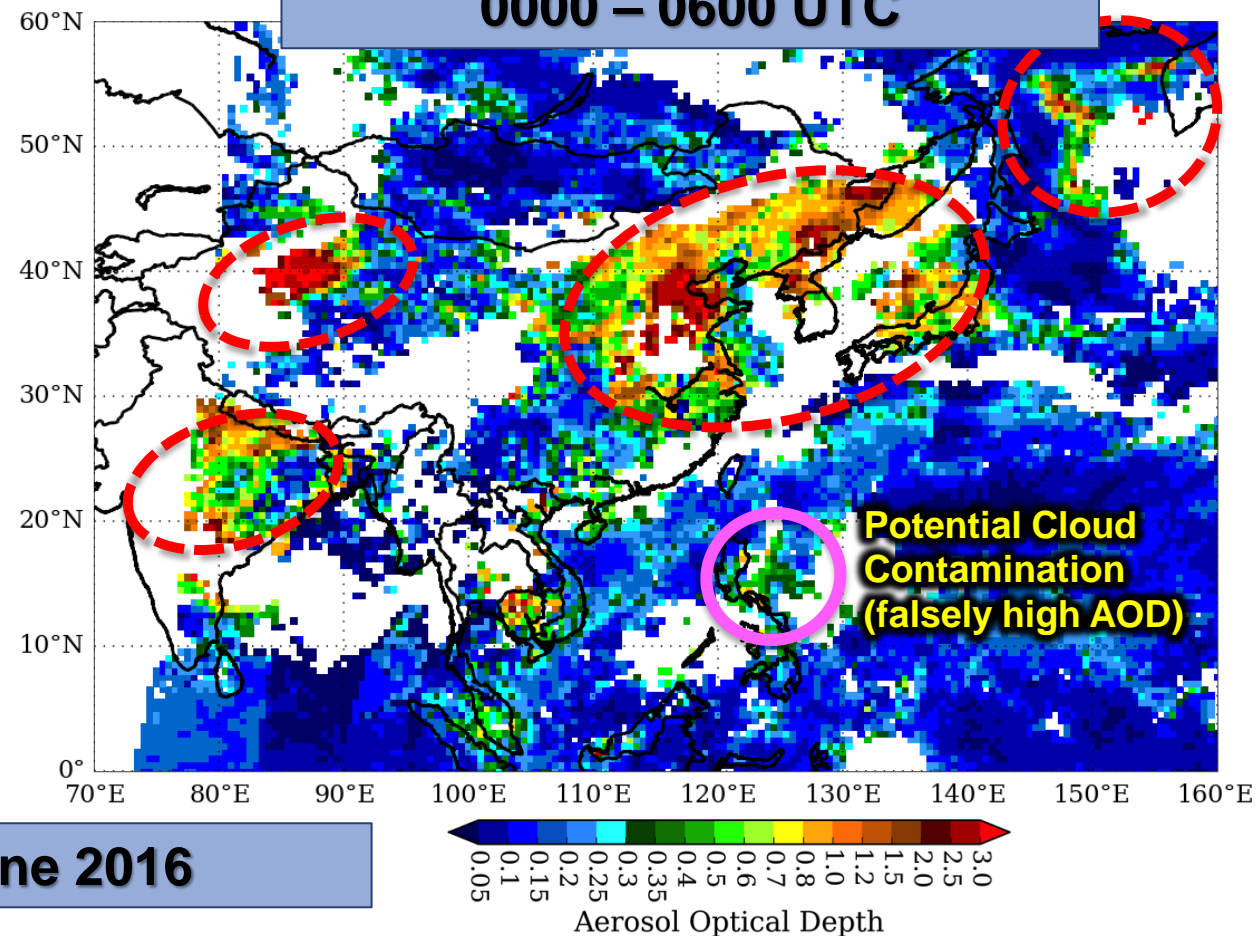 0000 – 0600 UTC
60°N
50°N
40°N
30°N
20°N
10°N
0°
Potential Cloud
Contamination
(falsely high AOD)
70°E 80°E 90°E 100°E 110°E 120°E 130°E 140°E 150°E 160°E
ne 2016
0.05 0.1 0.15 0.2 0.25 0.3 0.35 0.4 0.5 0.6 0.7 0.8 1.0 1.2 1.5 2.0 2.5 3.0
Aerosol Optical Depth